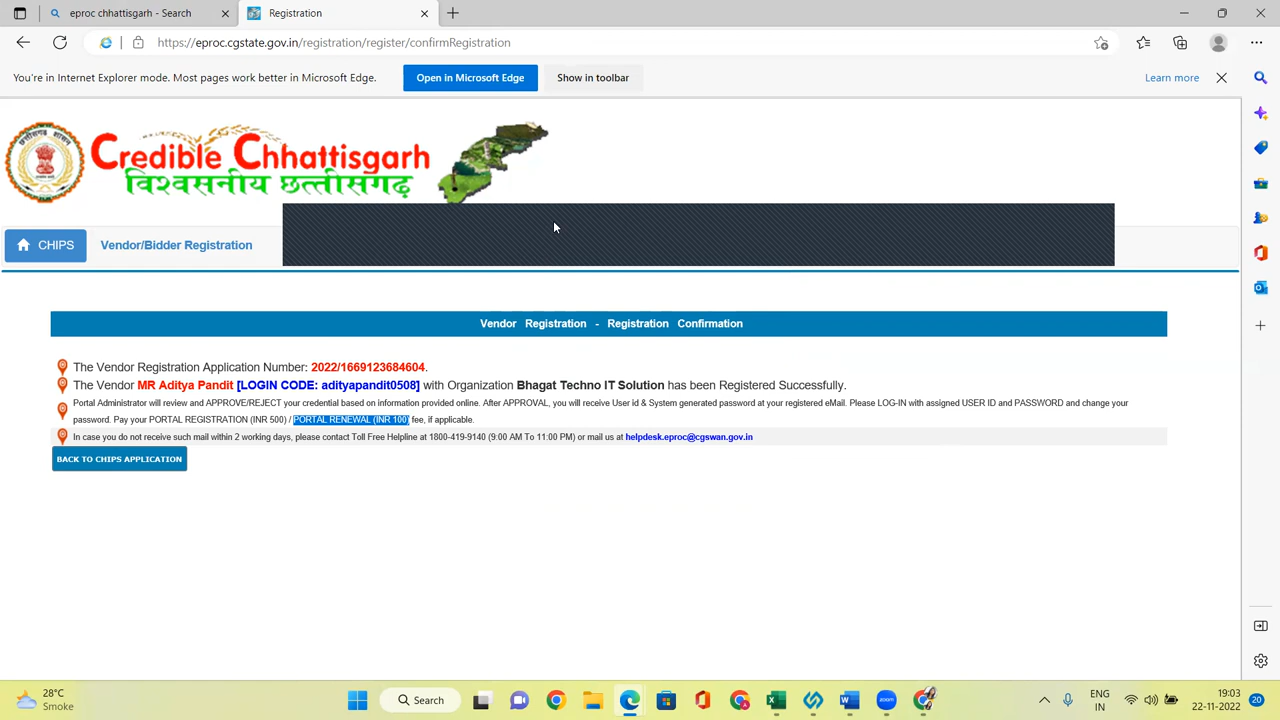 eproc chhattisgarh - Search
Registration
https://eproc.cgstate.gov.in/registration/register/confirmRegistration
You're in Internet Explorer mode. Most pages work better in Microsoft Edge.
Open in Microsoft Edge
Show in toolbar
Learn more
Credible Chhattisgarh
विश्वसनीय छत्तीसगढ़
CHIPS
Vendor/Bidder Registration
Vendor Registration - Registration Confirmation
The Vendor Registration Application Number: 2022/1669123684604.
The Vendor MR Aditya Pandit [LOGIN CODE: adityapandit0508] with Organization Bhagat Techno IT Solution has been Registered Successfully.
Portal Administrator will review and APPROVE/REJECT your credential based on information provided online. After APPROVAL, you will receive User id & System generated password at your registered eMail. Please LOG-IN with assigned USER ID and PASSWORD and change your
password. Pay your PORTAL REGISTRATION (INR 500) / PORTAL RENEWAL (INR 100) fee, if applicable.
In case you do not receive such mail within 2 working days, please contact Toll Free Helpline at 1800-419-9140 (9:00 AM To 11:00 PM) or mail us at helpdesk.eproc@cgswan.gov.in
BACK TO CHIPS APPLICATION
28°C
Smoke
Search
zoom
ENG
IN
19:03
22-11-2022
20